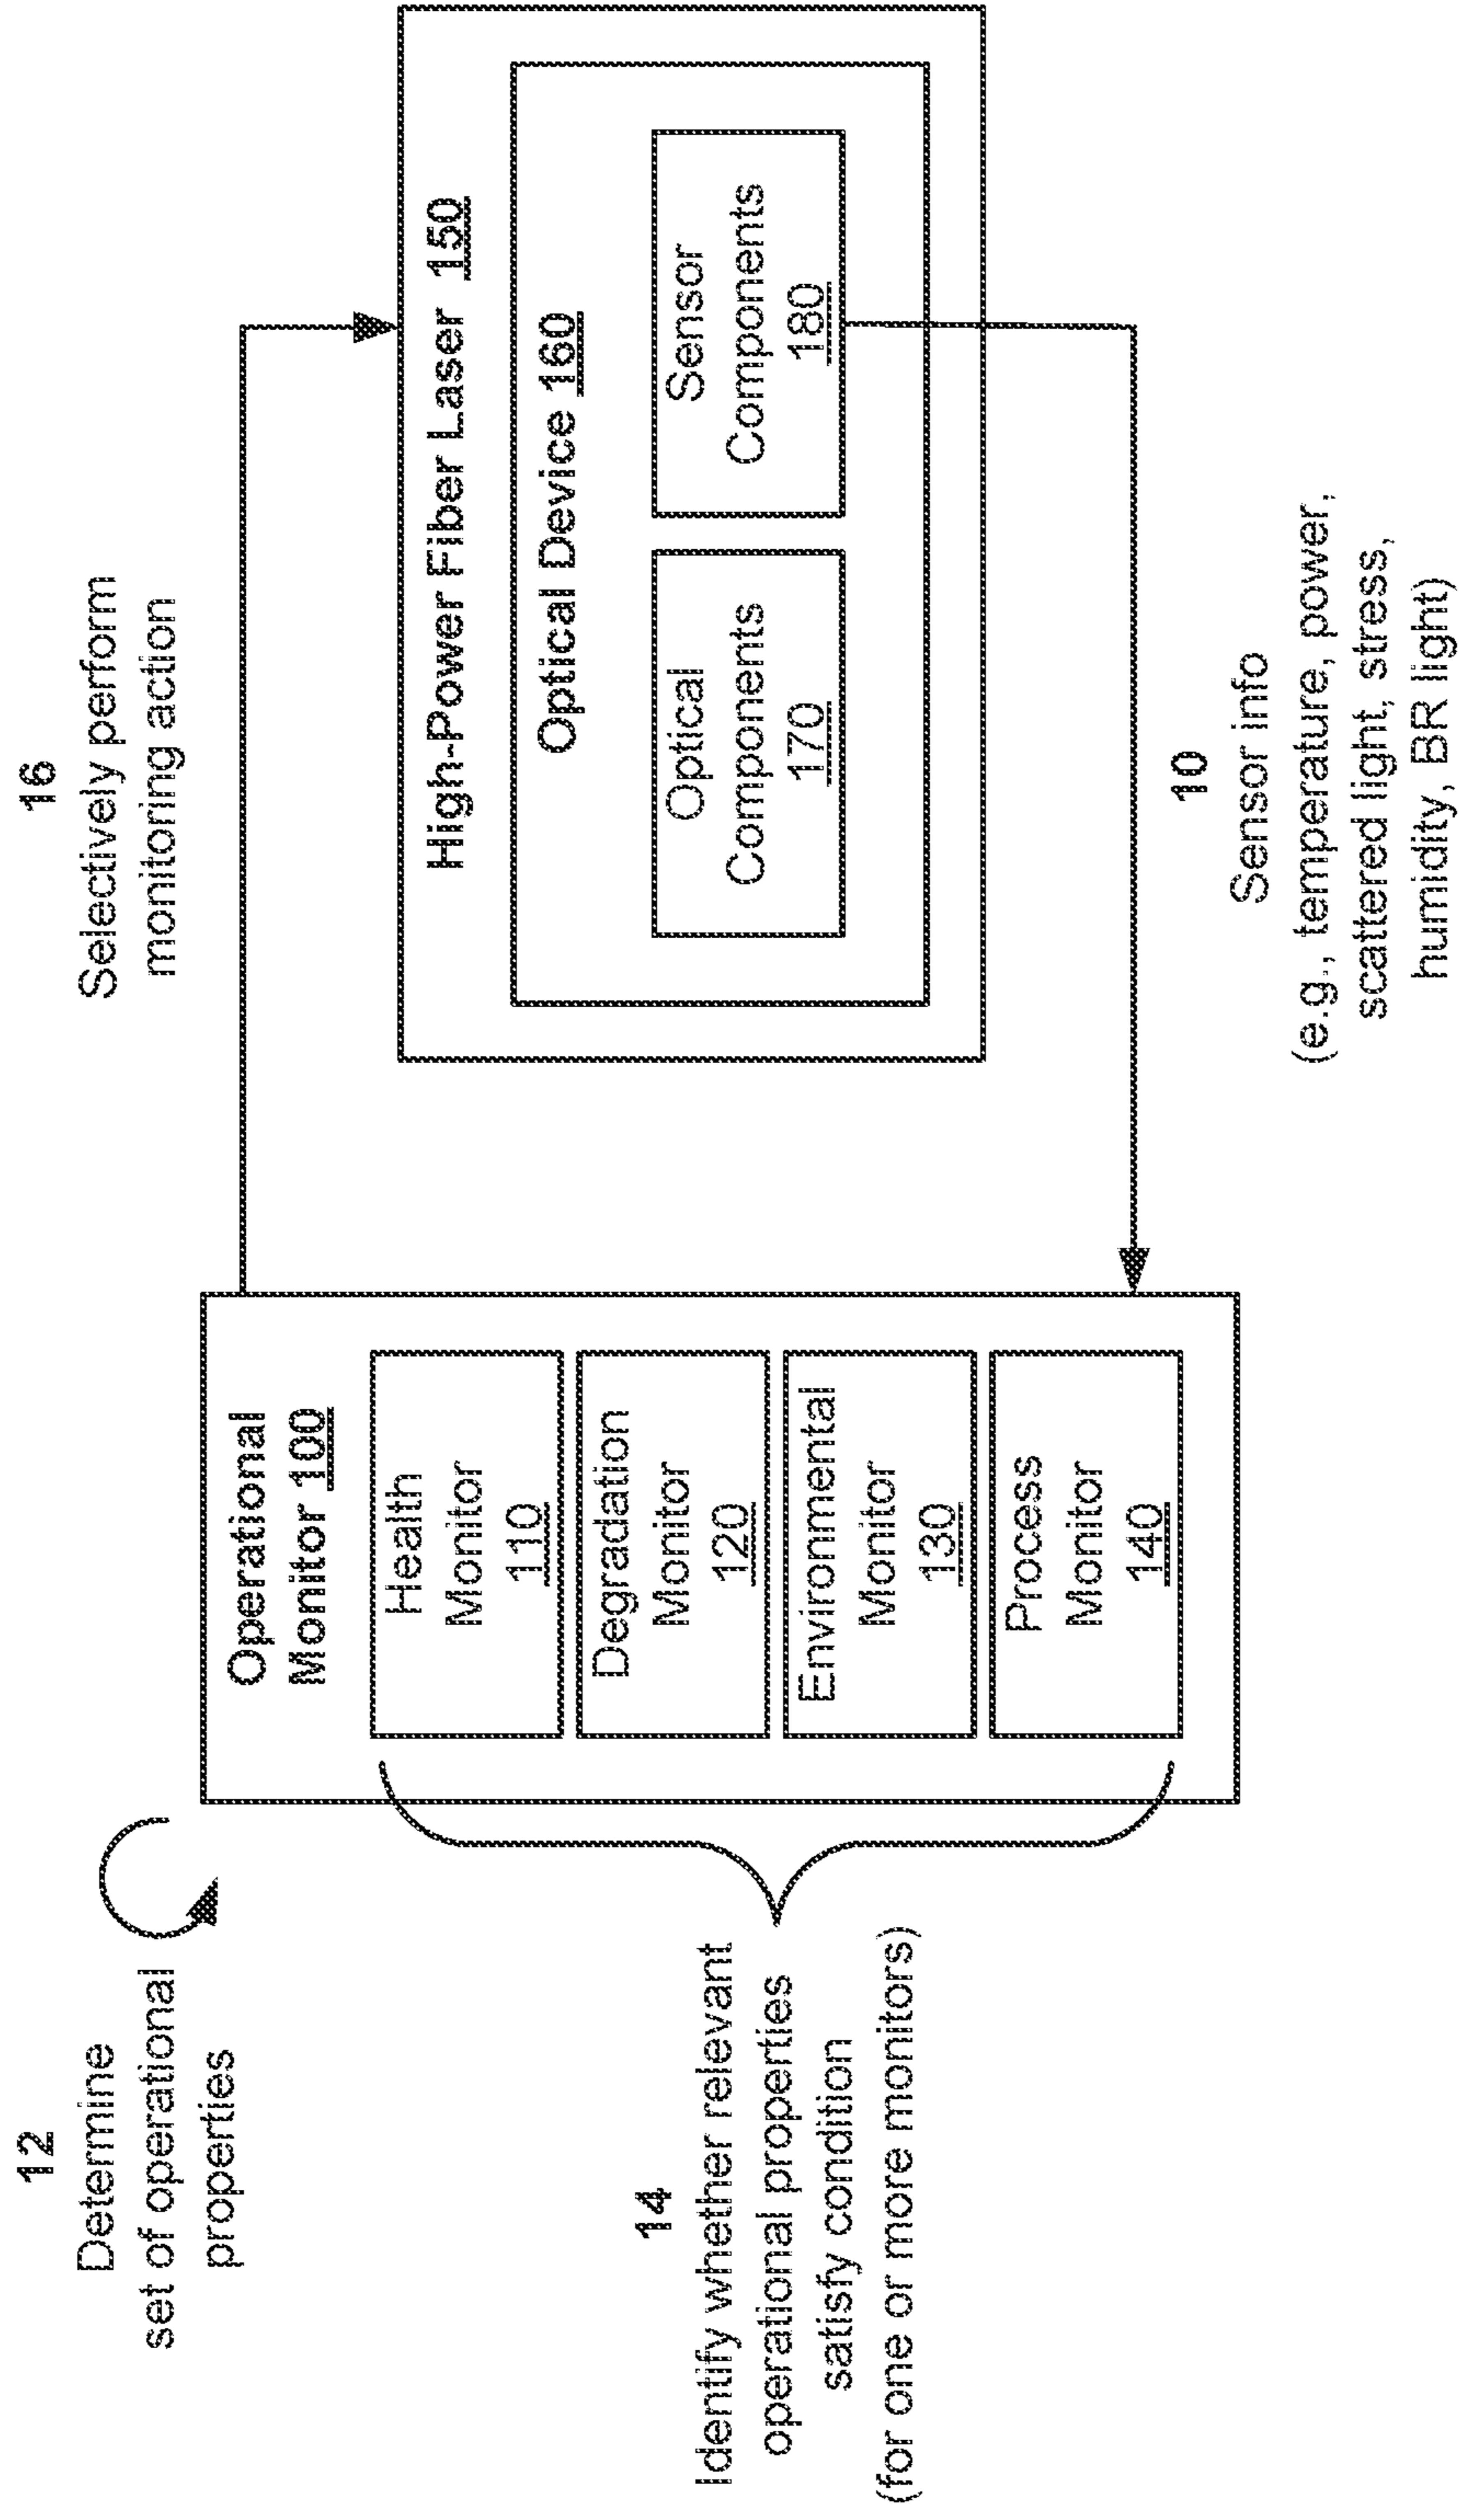 12
Determine
set of operational
properties
14
Identify whether relevant
operational properties
satisfy condition
(for one or more monitors)
Operational
Monitor 100
Health
Monitor
110
Degradation
Monitor
120
Environmental
Monitor
130
Process
Monitor
140
16
Selectively perform
monitoring action
High-Power Fiber Laser 150
Optical Device 160
Optical
Components
170
Sensor
Components
180
10
Sensor info
(e.g., temperature, power,
scattered light, stress,
humidity, BR light)